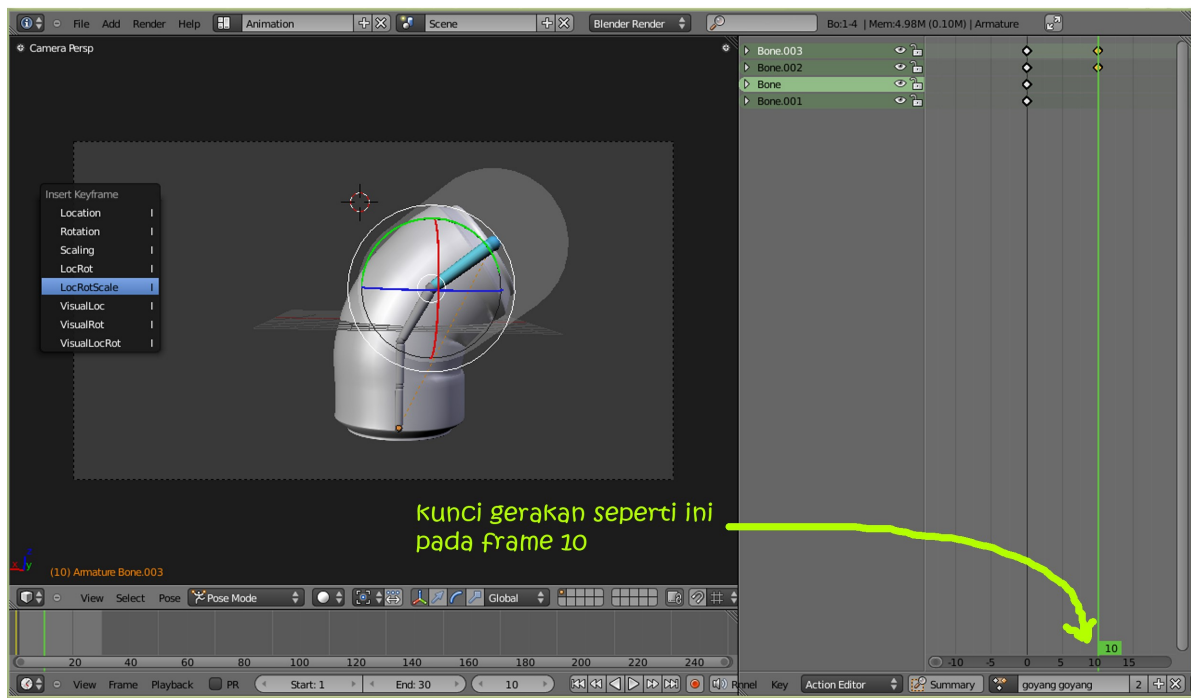 File Add Render Help Animation Scene Blender Render Bo:1-4 | Mem:4.98M (0.10M) | Armature
Camera Persp
Bone.003
Bone.002
Bone
Bone.001
Insert Keyframe
Location I
Rotation I
Scaling I
LocRot I
LocRotScale I
VisualLoc I
VisualRot I
VisualLocRot I
kunci gerakan seperti ini
pada frame 10
x y
(10) Armature Bone.003
View Select Pose Pose Mode Global
20 40 60 80 100 120 140 160 180 200 220 240
10
-10 -5 0 5 10 15
View Frame Playback PR Start: 1 End: 30 10 nnel Key Action Editor Summary goyang goyang 2